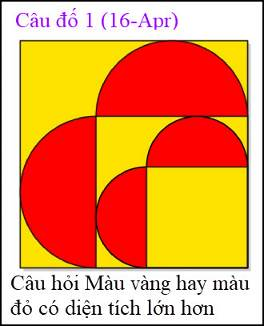 Câu đố 1 (16-Apr)
Câu hỏi Màu vàng hay màu
đỏ có diện tích lớn hơn